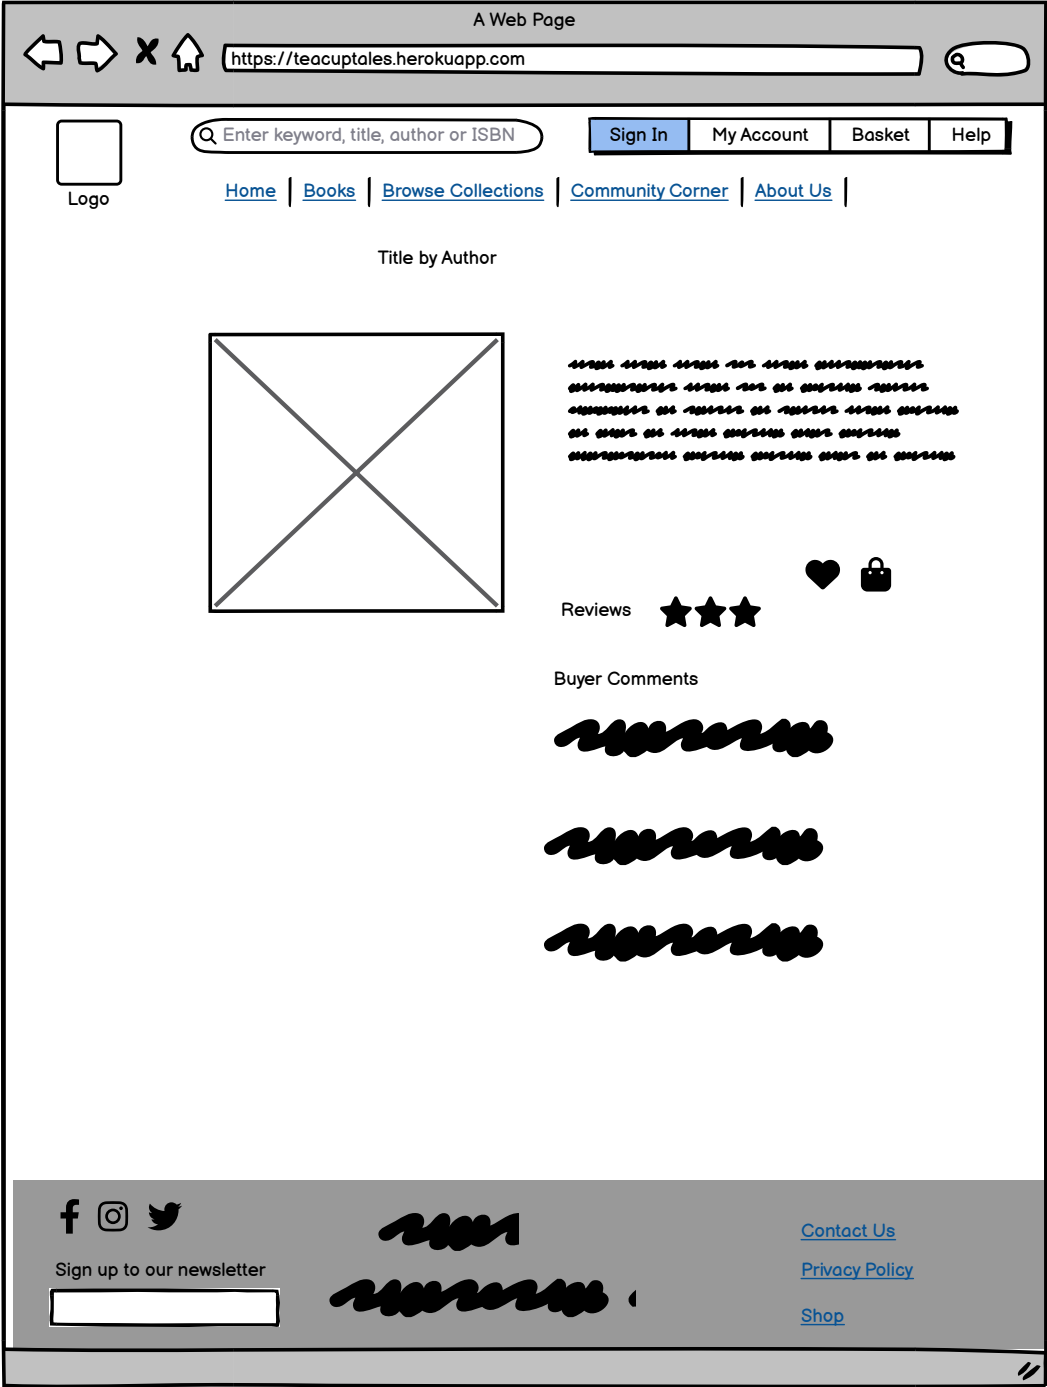 A Web Page
https://teacuptales.herokuapp.com
Enter keyword, title, author or ISBN
Sign In My Account Basket Help
Logo
Home Books Browse Collections Community Corner About Us
Title by Author
Reviews
Buyer Comments
Contact Us
Sign up to our newsletter
Privacy Policy
Shop